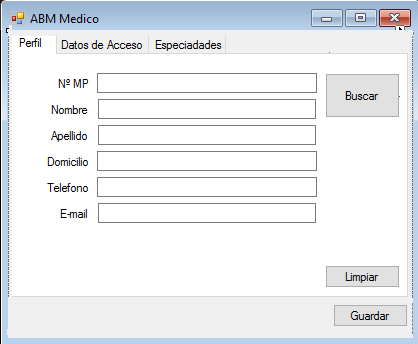 ABM Medico
Perfil Datos de Acceso Especiadades
Nº MP
Buscar
Nombre
Apellido
Domicilio
Telefono
E-mail
Limpiar
Guardar